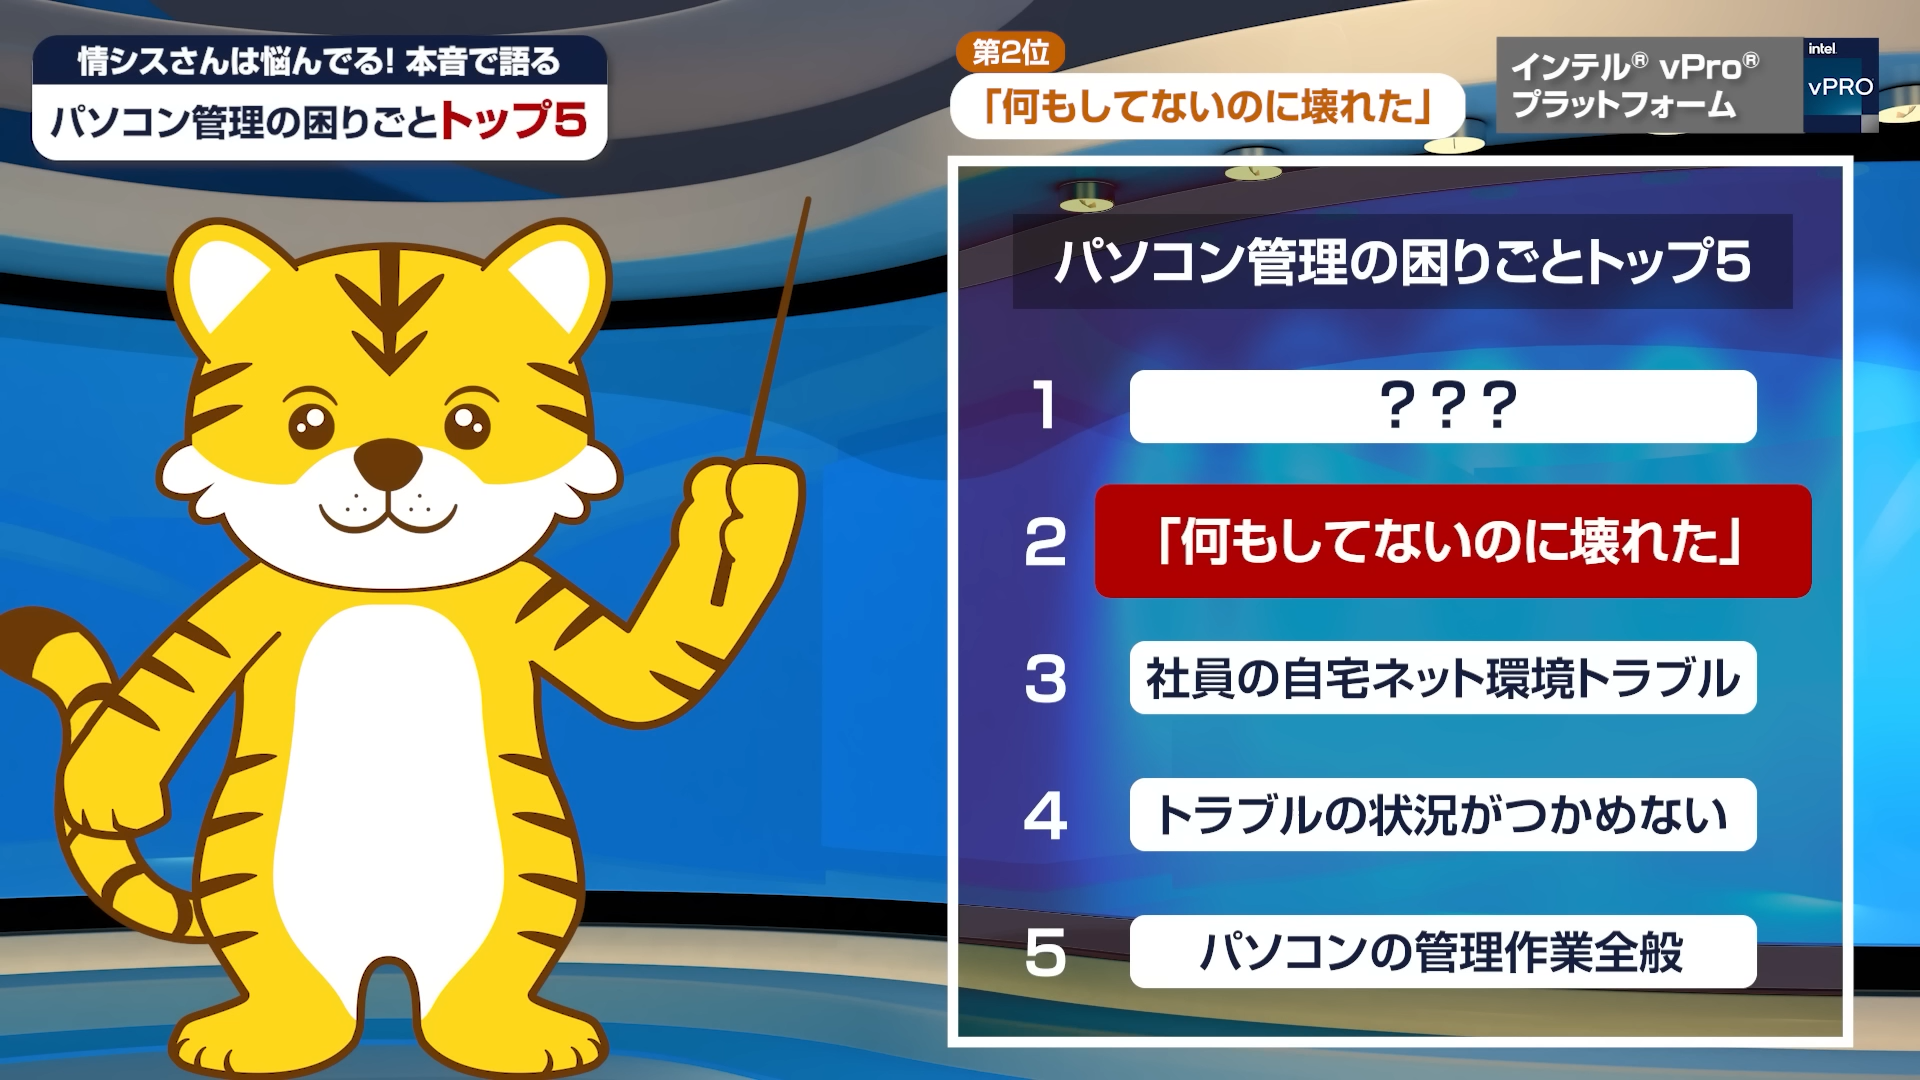 情シスさんは悩んでる! 本音で語る
パソコン管理の困りごとトップ5
第2位
「何もしてないのに壊れた」
インテル® vPro®
プラットフォーム
intel.
vPRO
パソコン管理の困りごとトップ5
1 ???
2 「何もしてないのに壊れた」
3 社員の自宅ネット環境トラブル
4 トラブルの状況がつかめない
5 パソコンの管理作業全般